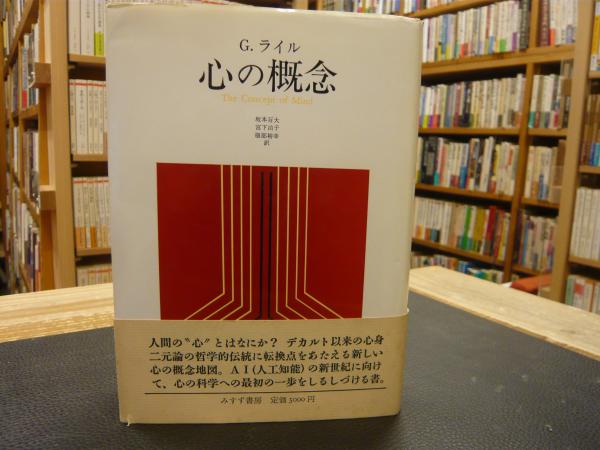 G. ライル
心の概念
The Concept of Mind
坂本百大
宮下治子
服部裕幸
訳
人間の〝心〟とはなにか? デカルト以来の心身
二元論の哲学的伝統に転換点をあたえる新しい
心の概念地図。AI(人工知能)の新世紀に向け
て、心の科学への最初の一歩をしるしづける書。
みすず書房 定価5000円